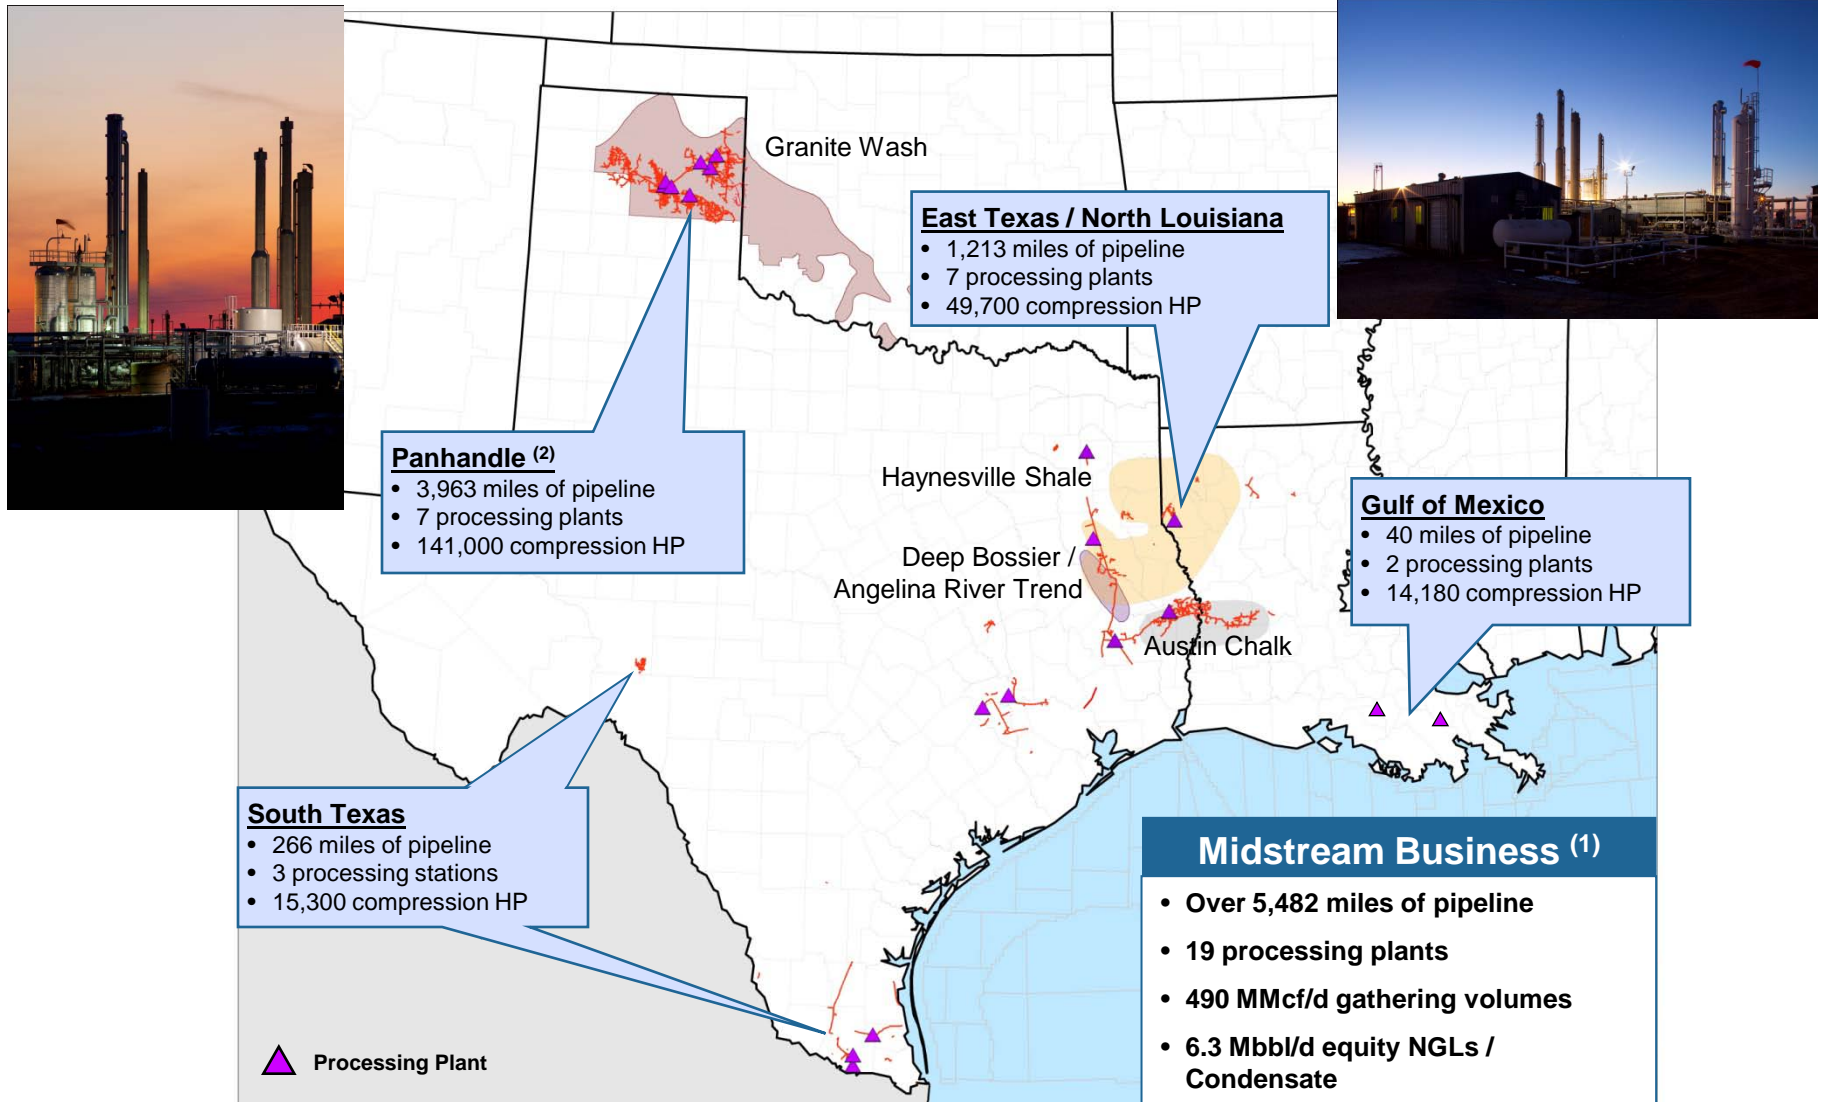 Granite Wash
East Texas / North Louisiana
• 1,213 miles of pipeline
• 7 processing plants
• 49,700 compression HP
Panhandle (2)
• 3,963 miles of pipeline
• 7 processing plants
• 141,000 compression HP
Haynesville Shale
Deep Bossier /
Angelina River Trend
Austin Chalk
Gulf of Mexico
• 40 miles of pipeline
• 2 processing plants
• 14,180 compression HP
South Texas
• 266 miles of pipeline
• 3 processing stations
• 15,300 compression HP
Midstream Business (1)
• Over 5,482 miles of pipeline
• 19 processing plants
• 490 MMcf/d gathering volumes
• 6.3 Mbbl/d equity NGLs /
Condensate
Processing Plant